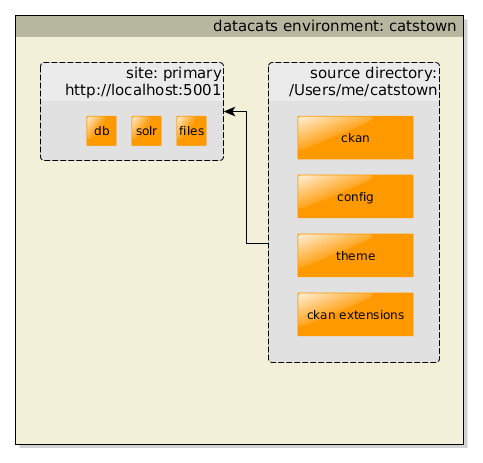 datacats environment: catstown
site: primary
http://localhost:5001
db
solr
files
source directory:
/Users/me/catstown
ckan
config
theme
ckan extensions